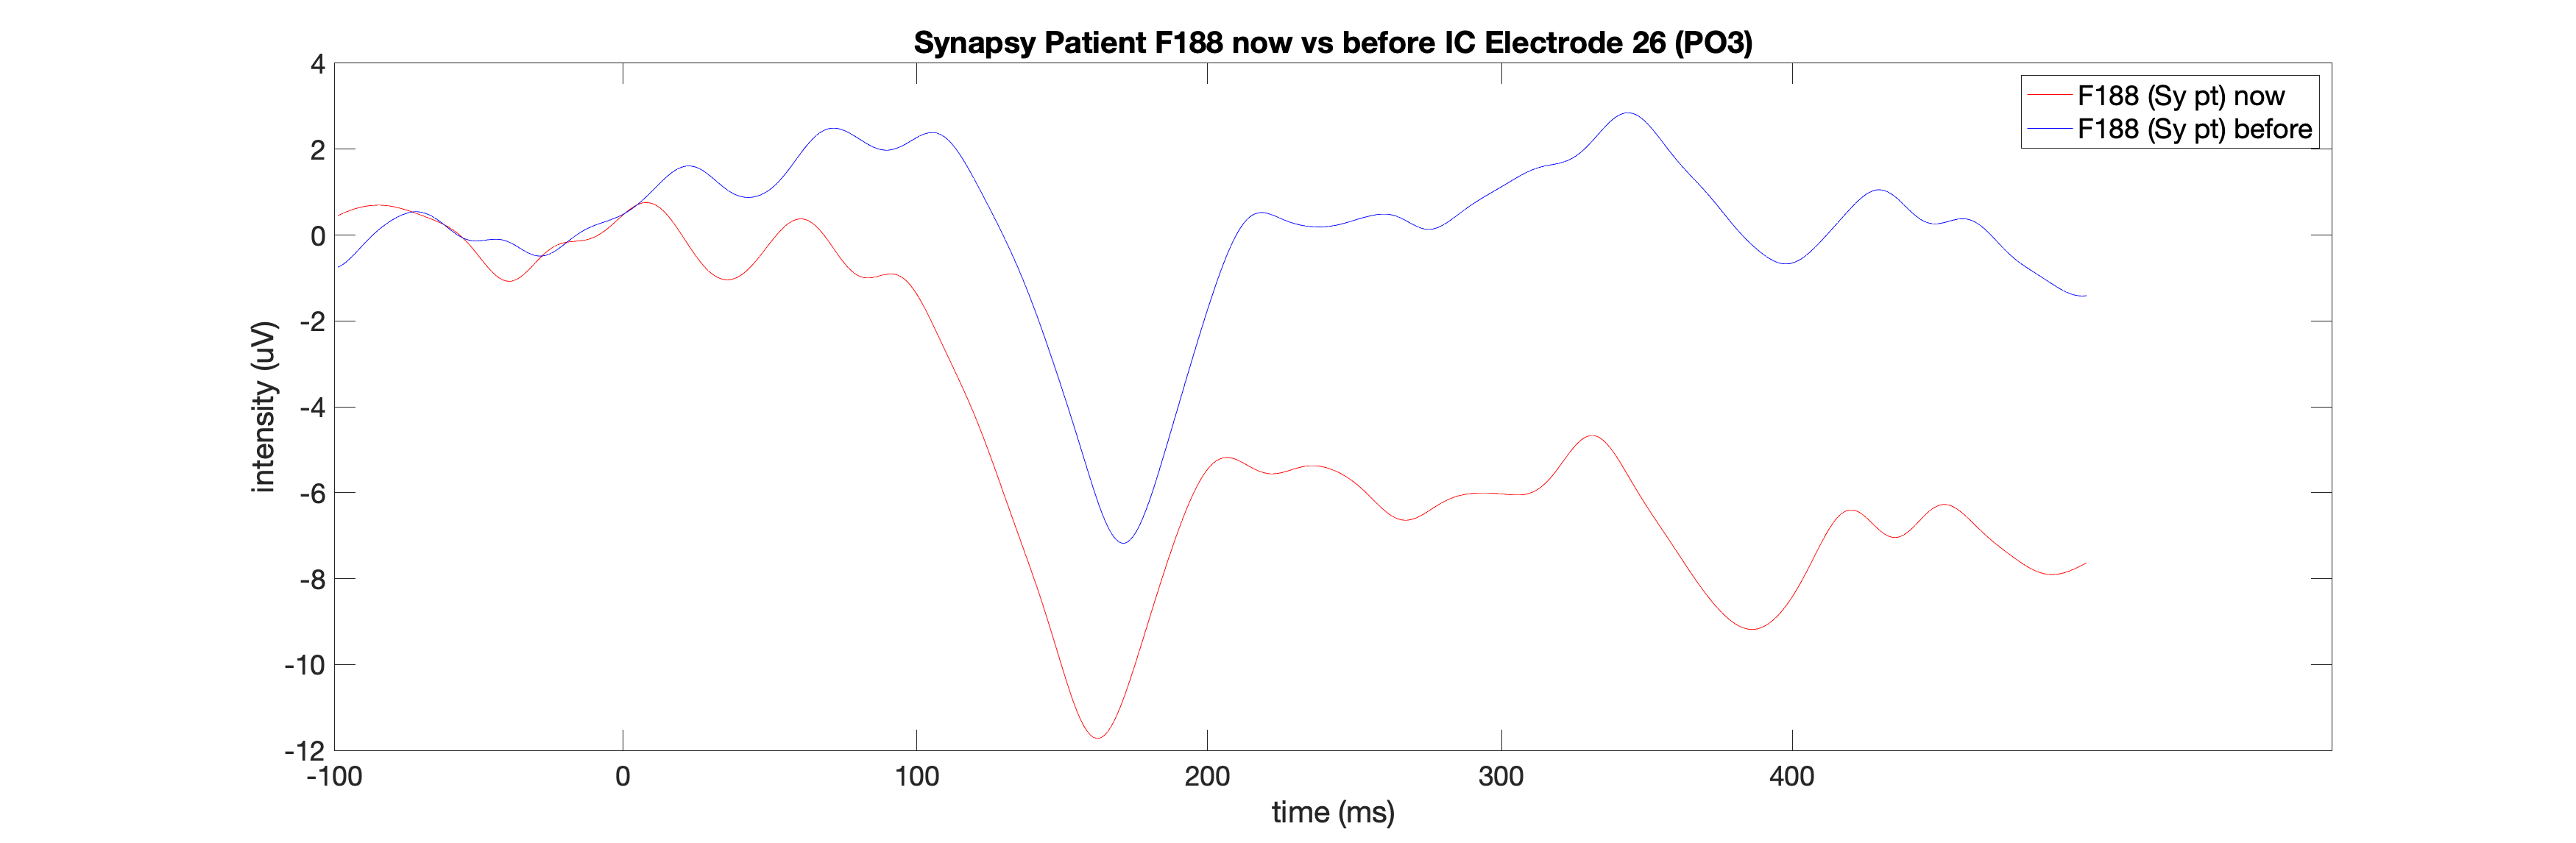 Synapsy Patient F188 now vs before IC Electrode 26 (PO3)
F188 (Sy pt) now
F188 (Sy pt) before
intensity (uV)
4
2
0
-2
-4
-6
-8
-10
-12
-100 0 100 200 300 400
time (ms)